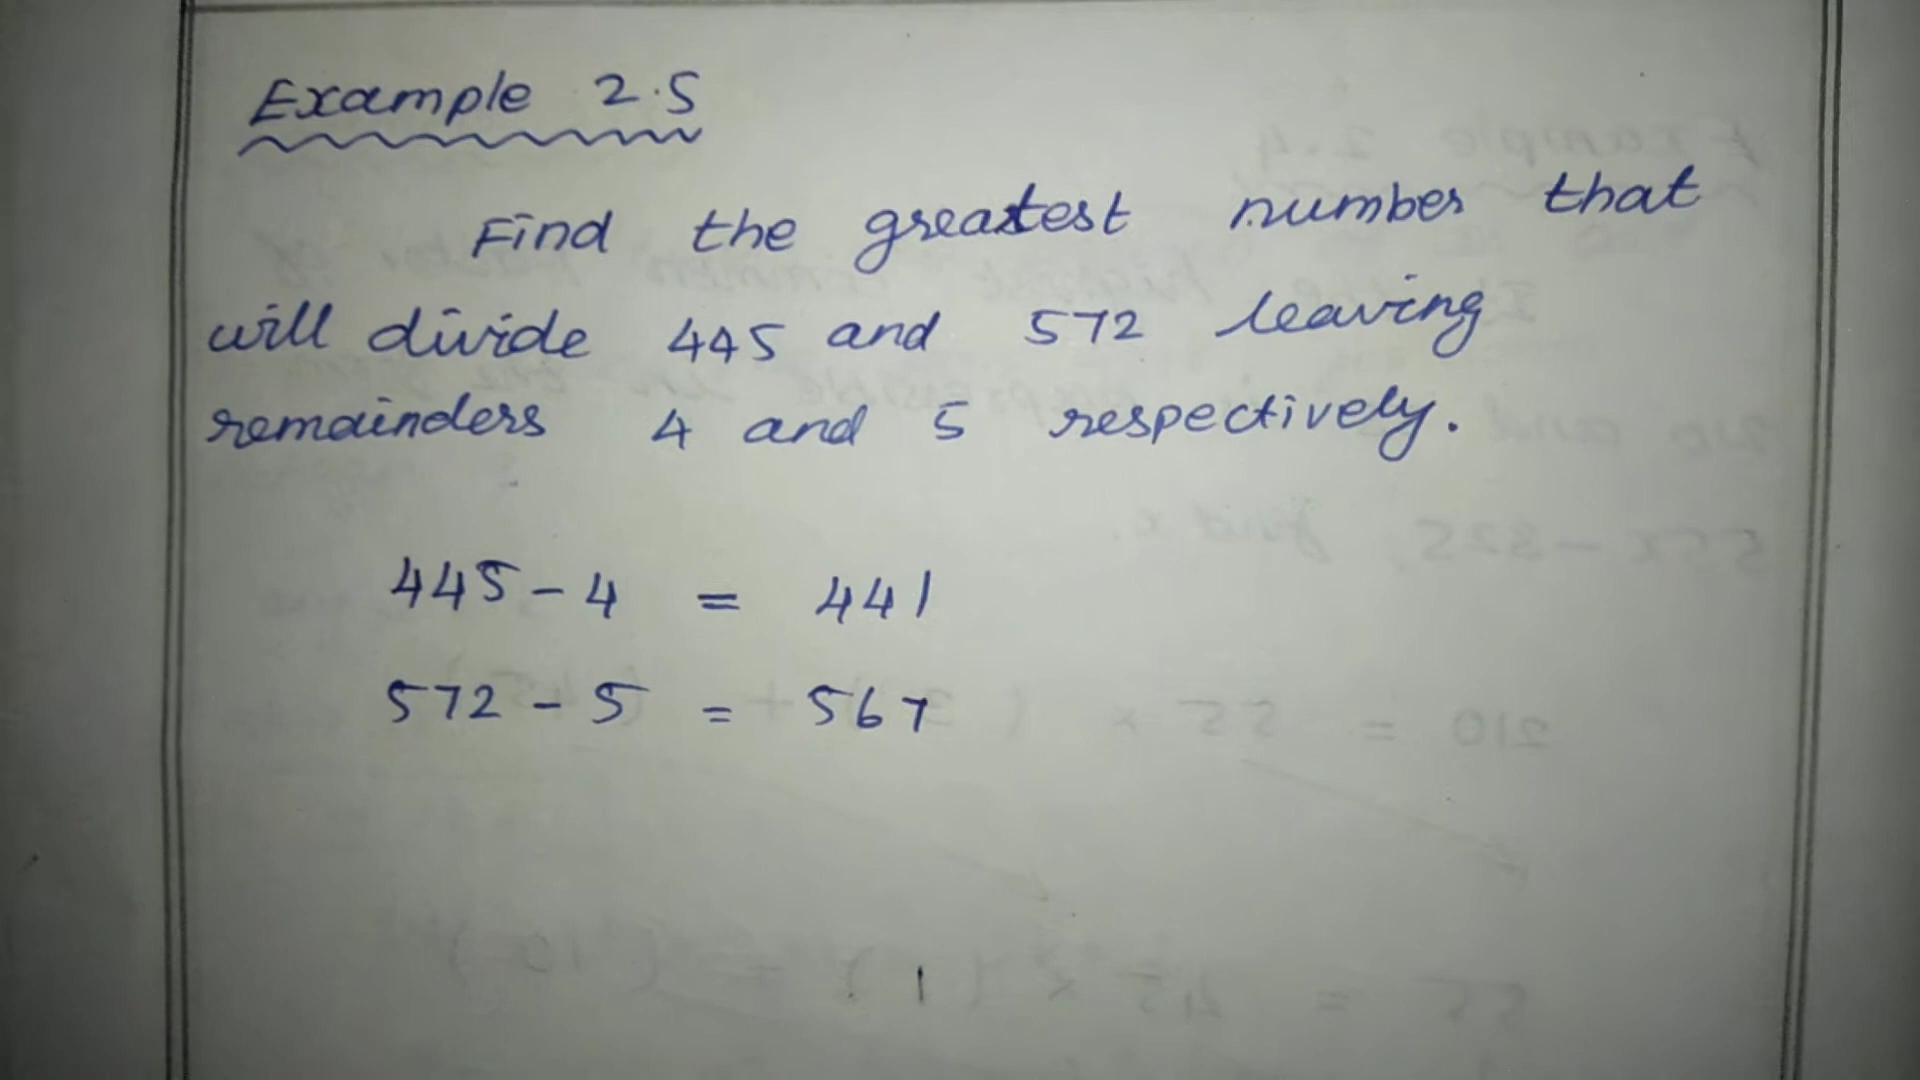 Example 2.5
Find the greatest number that
will divide 445 and 572 leaving
remainders 4 and 5 respectively.
445 - 4 = 441
572 - 5 = 567